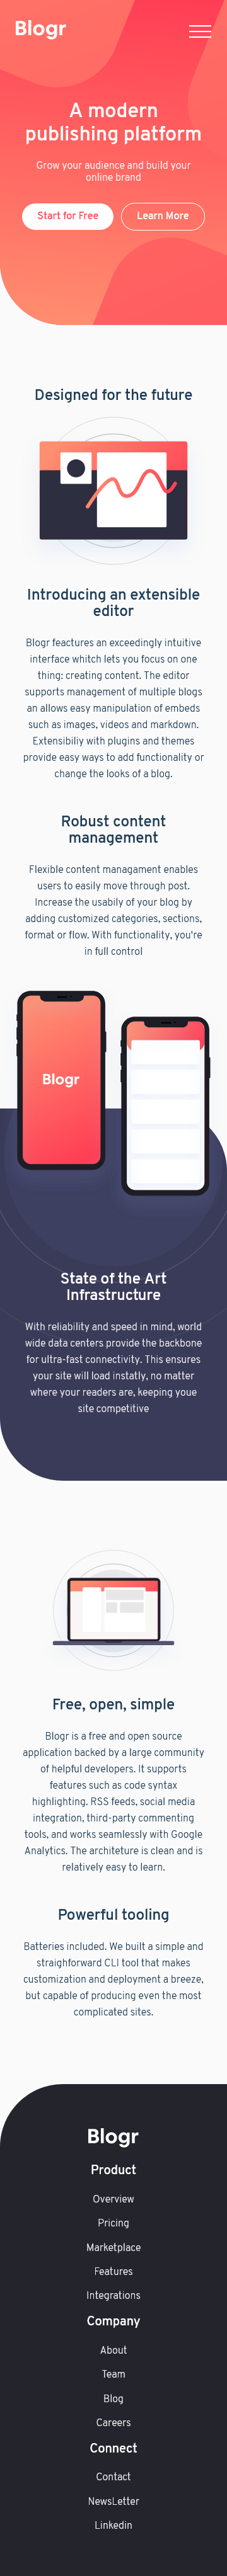 Blogr
A modern
publishing platform
Grow your audience and build your
online brand
Start for Free
Learn More
Designed for the future
Introducing an extensible
editor
Blogr feactures an exceedingly intuitive
interface whitch lets you focus on one
thing: creating content. The editor
supports management of multiple blogs
an allows easy manipulation of embeds
such as images, videos and markdown.
Extensibiliy with plugins and themes
provide easy ways to add functionality or
change the looks of a blog.
Robust content
management
Flexible content managament enables
users to easily move through post.
Increase the usabily of your blog by
adding customized categories, sections,
format or flow. With functionality, you're
in full control
Blogr
State of the Art
Infrastructure
With reliability and speed in mind, world
wide data centers provide the backbone
for ultra-fast connectivity. This ensures
your site will load instatly, no matter
where your readers are, keeping youe
site competitive
Free, open, simple
Blogr is a free and open source
application backed by a large community
of helpful developers. It supports
features such as code syntax
highlighting. RSS feeds, social media
integration, third-party commenting
tools, and works seamlessly with Google
Analytics. The architeture is clean and is
relatively easy to learn.
Powerful tooling
Batteries included. We built a simple and
straighforward CLI tool that makes
customization and deployment a breeze,
but capable of producing even the most
complicated sites.
Blogr
Product
Overview
Pricing
Marketplace
Features
Integrations
Company
About
Team
Blog
Careers
Connect
Contact
NewsLetter
Linkedin